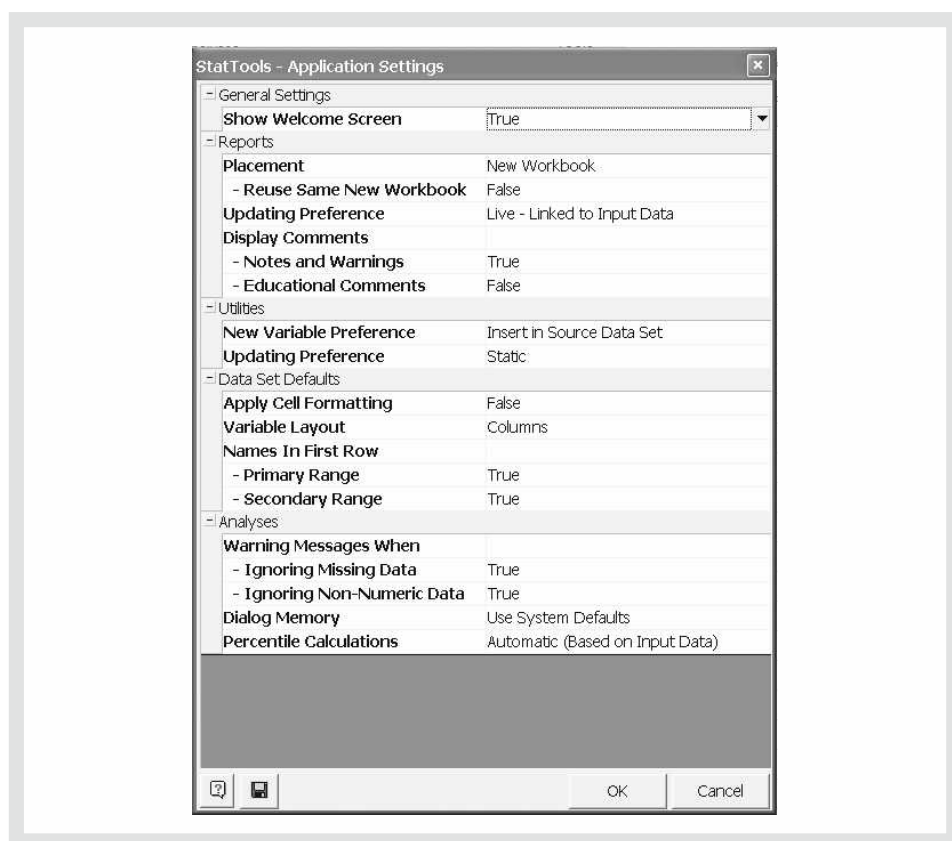 StatTools - Application Settings
General Settings
Show Welcome Screen True
Reports
Placement New Workbook
- Reuse Same New Workbook False
Updating Preference Live - Linked to Input Data
Display Comments
- Notes and Warnings True
- Educational Comments False
Utilities
New Variable Preference Insert in Source Data Set
Updating Preference Static
Data Set Defaults
Apply Cell Formatting False
Variable Layout Columns
Names In First Row
- Primary Range True
- Secondary Range True
Analyses
Warning Messages When
- Ignoring Missing Data True
- Ignoring Non-Numeric Data True
Dialog Memory Use System Defaults
Percentile Calculations Automatic (Based on Input Data)
OK Cancel